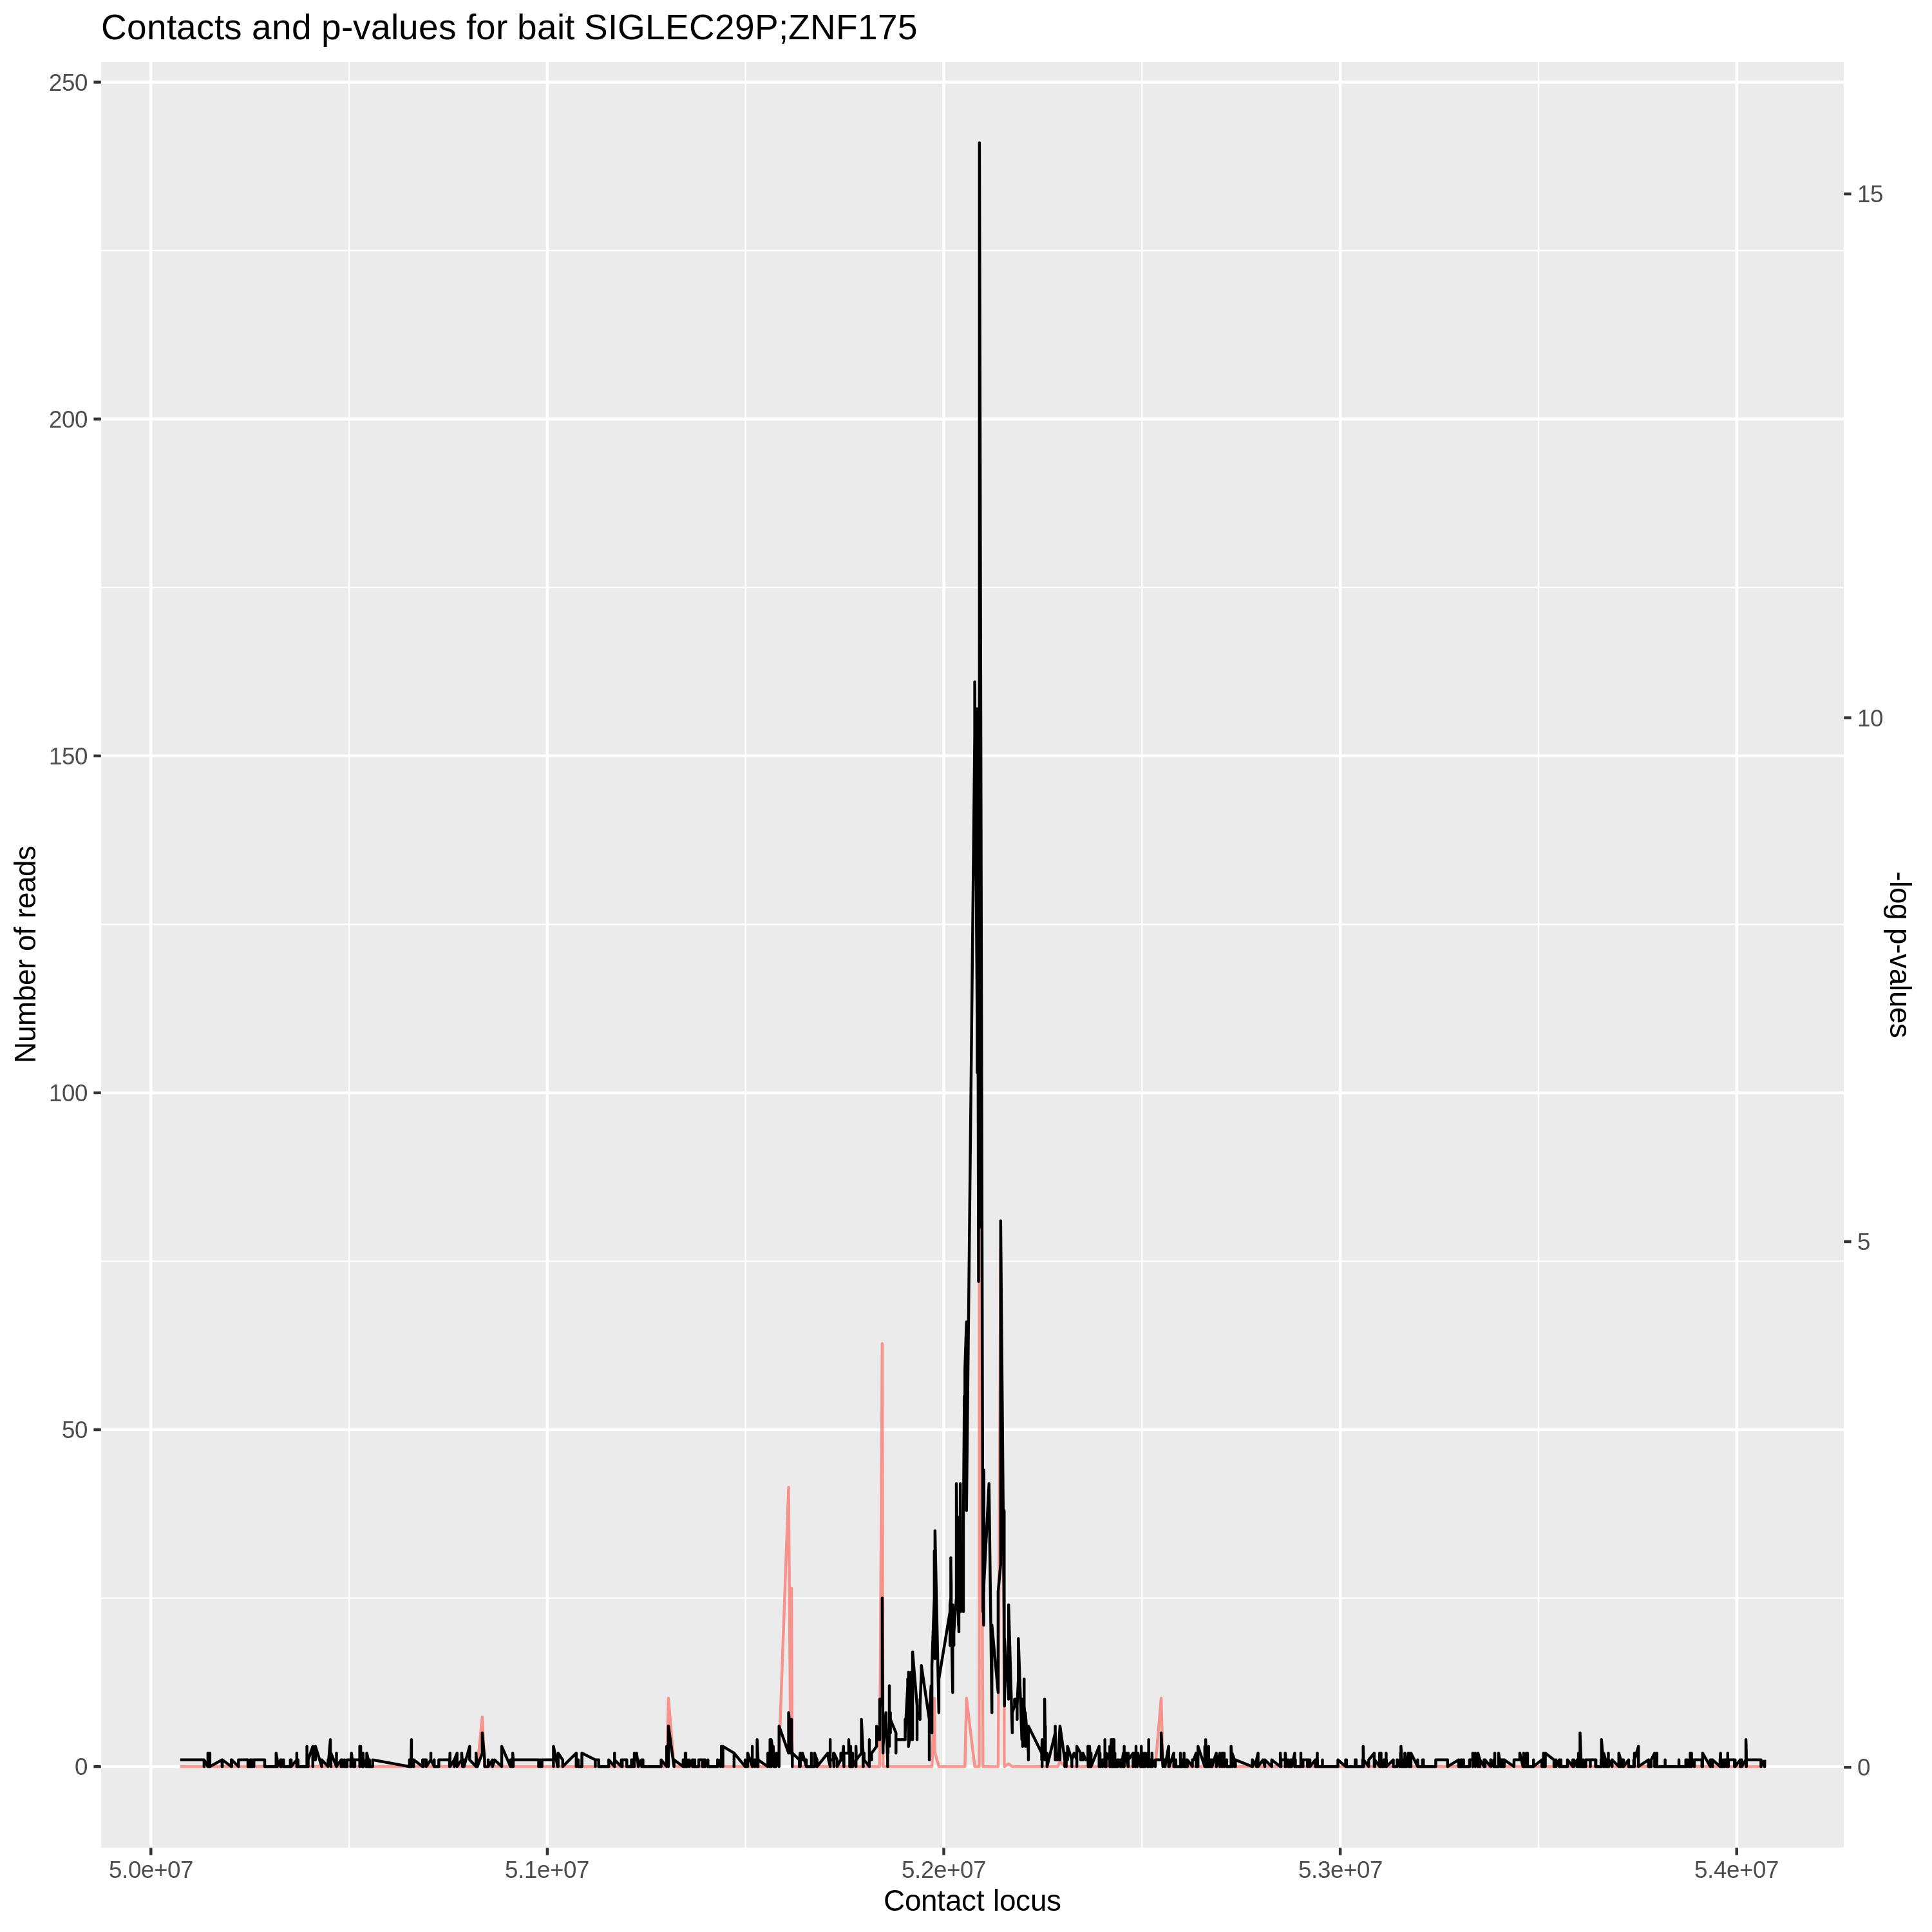 Contacts and p-values for bait SIGLEC29P;ZNF175
250
200
150
100
50
0
Number of reads
15
10
5
0
-log p-values
5.0e+07
5.1e+07
5.2e+07
5.3e+07
5.4e+07
Contact locus